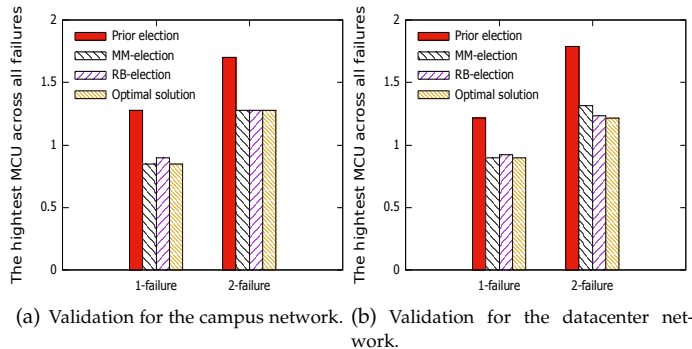 The hightest MCU across all failures
2
1.5
1
0.5
0
Prior election
MM-election
RB-election
Optimal solution
1-failure
2-failure
(a) Validation for the campus network.
The hightest MCU across all failures
2
1.5
1
0.5
0
Prior election
MM-election
RB-election
Optimal solution
1-failure
2-failure
(b) Validation for the datacenter net-
work.